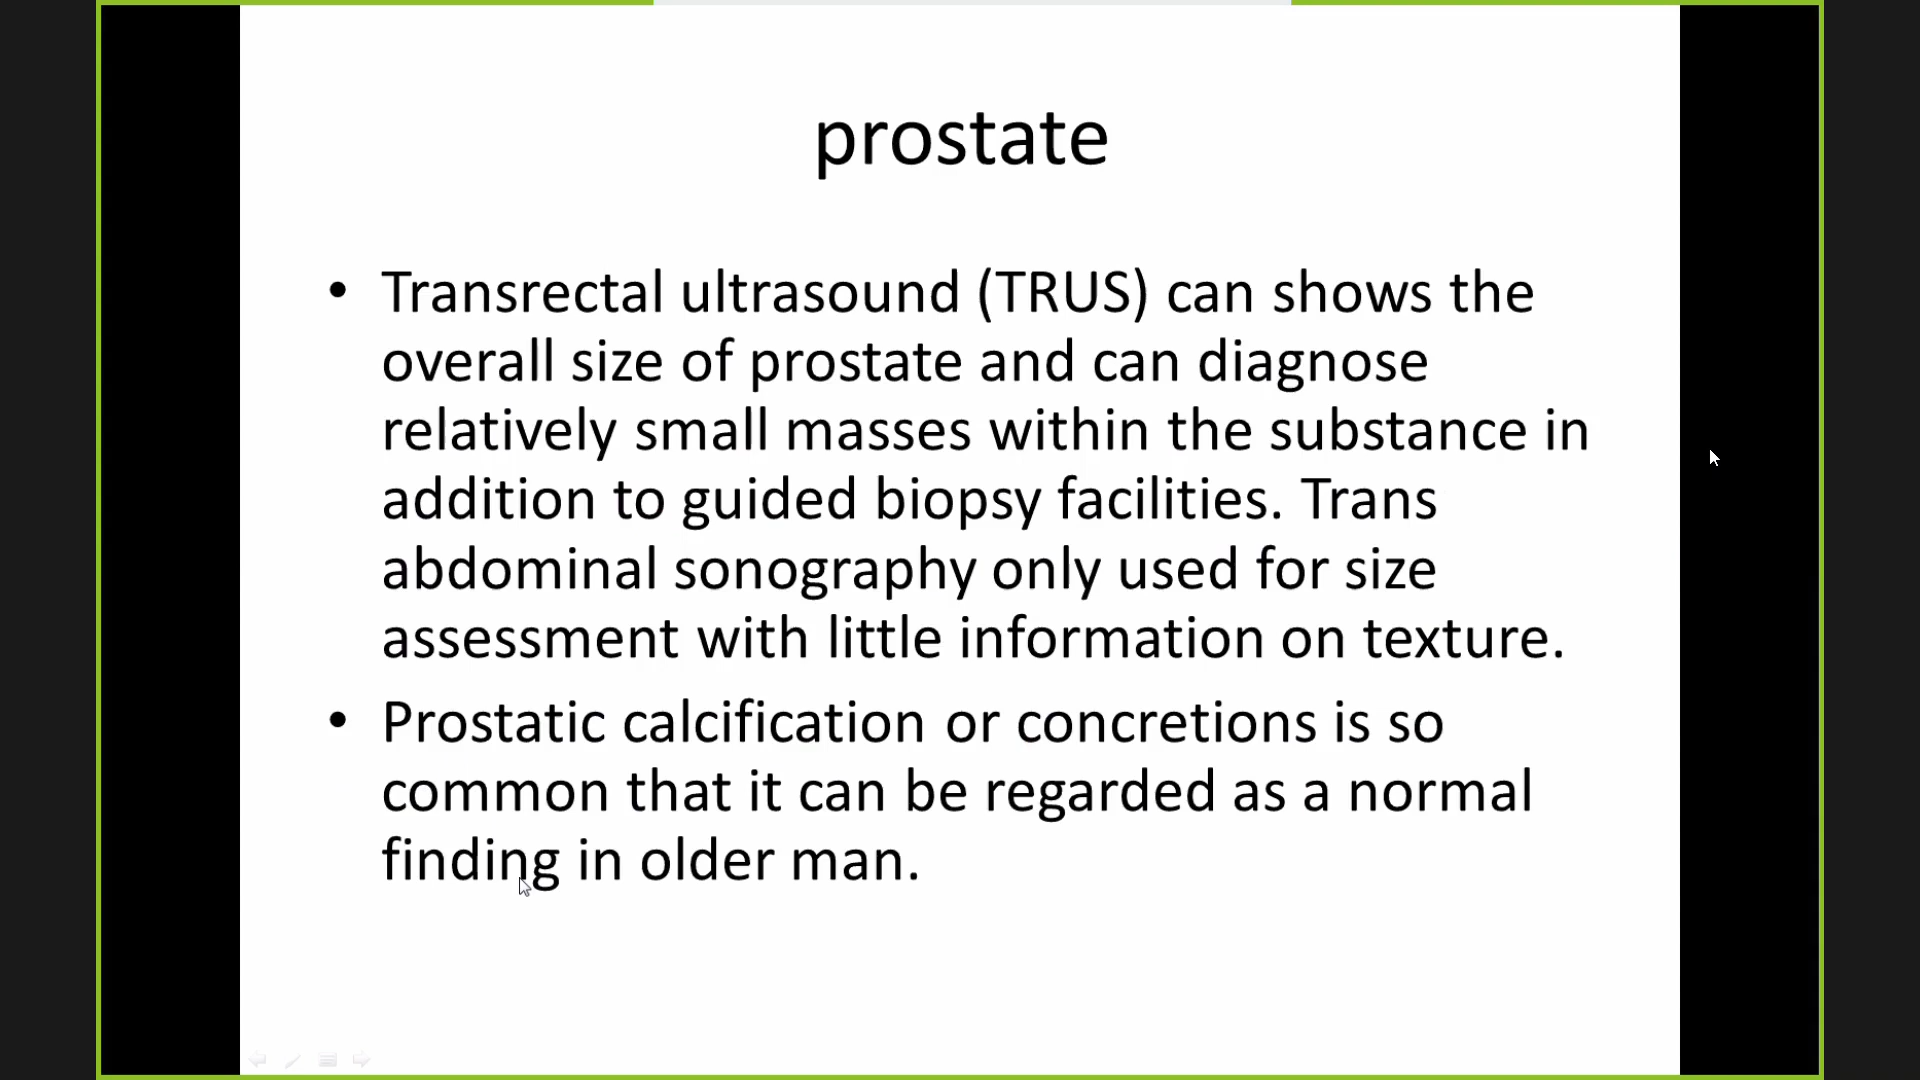 prostate
• Transrectal ultrasound (TRUS) can shows the
overall size of prostate and can diagnose
relatively small masses within the substance in
addition to guided biopsy facilities. Trans
abdominal sonography only used for size
assessment with little information on texture.
• Prostatic calcification or concretions is so
common that it can be regarded as a normal
finding in older man.